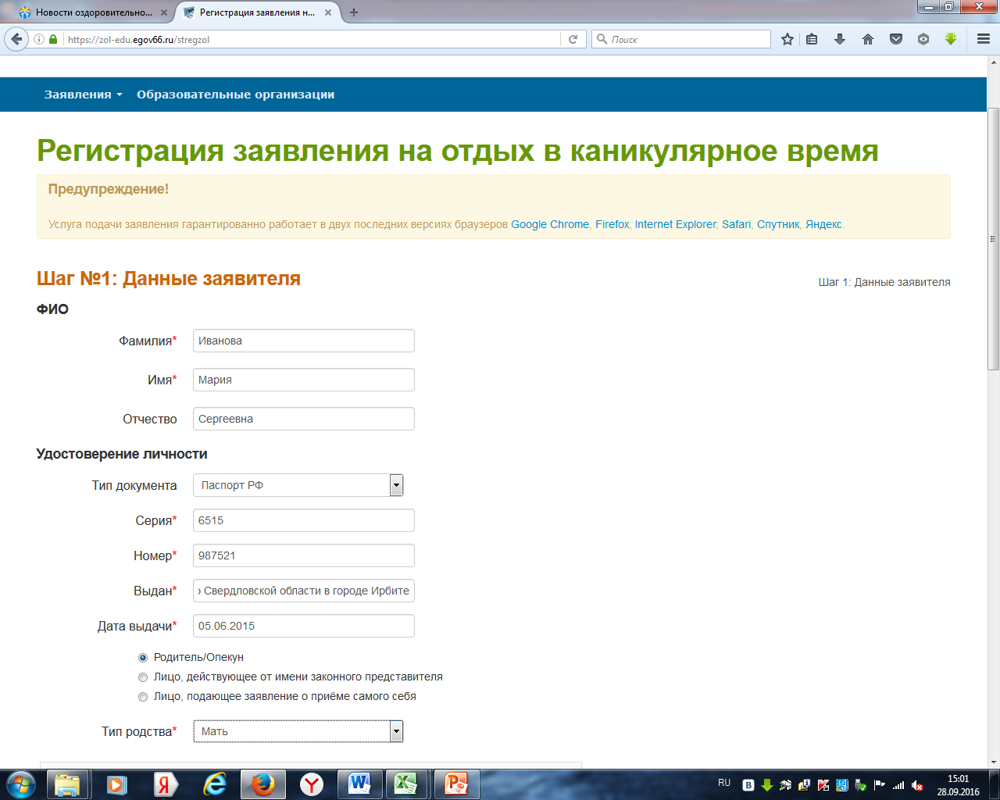 Новости оздоровительно...
Регистрация заявления н...
https://zol-edu.egov66.ru/stregzol
Поиск
Заявления
Образовательные организации
Регистрация заявления на отдых в каникулярное время
Предупреждение!
Услуга подачи заявления гарантированно работает в двух последних версиях браузеров Google Chrome, Firefox, Internet Explorer, Safari, Спутник, Яндекс.
Шаг №1: Данные заявителя
Шаг 1: Данные заявителя
ФИО
Фамилия* Иванова
Имя* Мария
Отчество Сергеевна
Удостоверение личности
Тип документа Паспорт РФ
Серия* 6515
Номер* 987521
Выдан* Свердловской области в городе Ирбите
Дата выдачи* 05.06.2015
Родитель/Опекун
Лицо, действующее от имени законного представителя
Лицо, подающее заявление о приёме самого себя
Тип родства* Мать
RU
15:01
28.09.2016